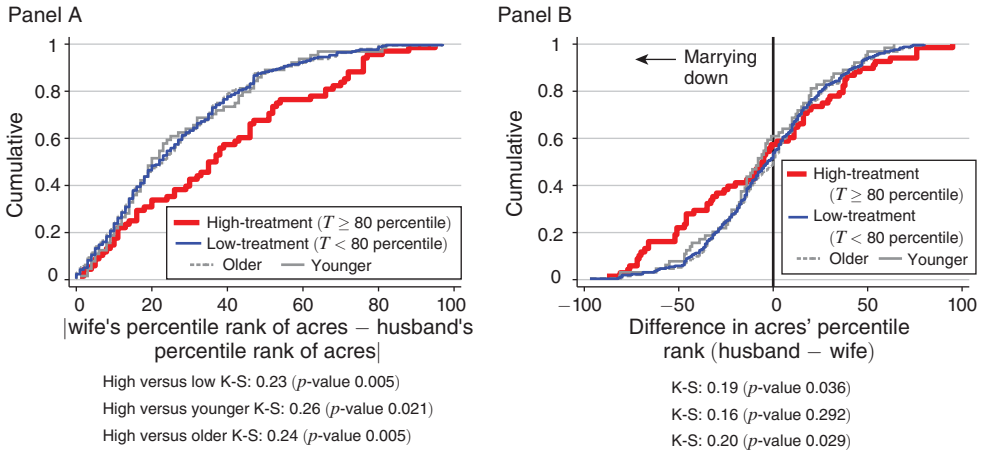 Panel A
1
0.8
0.6
0.4
0.2
0
Cumulative
High-treatment (T ≥ 80 percentile)
Low-treatment (T < 80 percentile)
Older Younger
0 20 40 60 80 100
|wife's percentile rank of acres − husband's
percentile rank of acres|
High versus low K-S: 0.23 (p-value 0.005)
High versus younger K-S: 0.26 (p-value 0.021)
High versus older K-S: 0.24 (p-value 0.005)
Panel B
1
0.8
0.6
0.4
0.2
0
Cumulative
← Marrying
down
High-treatment
(T ≥ 80 percentile)
Low-treatment
(T < 80 percentile)
Older Younger
−100 −50 0 50 100
Difference in acres’ percentile
rank (husband − wife)
K-S: 0.19 (p-value 0.036)
K-S: 0.16 (p-value 0.292)
K-S: 0.20 (p-value 0.029)